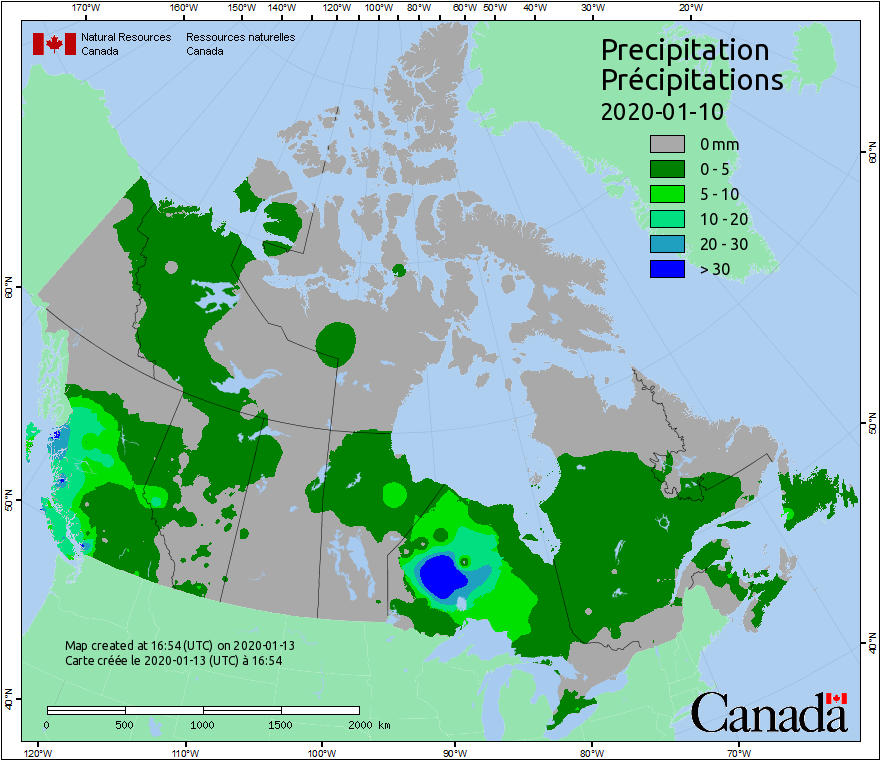 170°W 160°W 150°W 140°W 130°W 120°W 110°W 100°W 90°W 80°W 60°W 50°W 40°W 30°W 20°W
Natural Resources Canada
Ressources naturelles Canada
Precipitation
Précipitations
2020-01-10
0 mm
0 - 5
5 - 10
10 - 20
20 - 30
> 30
60°N
50°N
40°N
60°N
50°N
40°N
Map created at 16:54 (UTC) on 2020-01-13
Carte créée le 2020-01-13 (UTC) à 16:54
0 500 1000 1500 2000 km
Canada
120°W 110°W 100°W 90°W 80°W 70°W